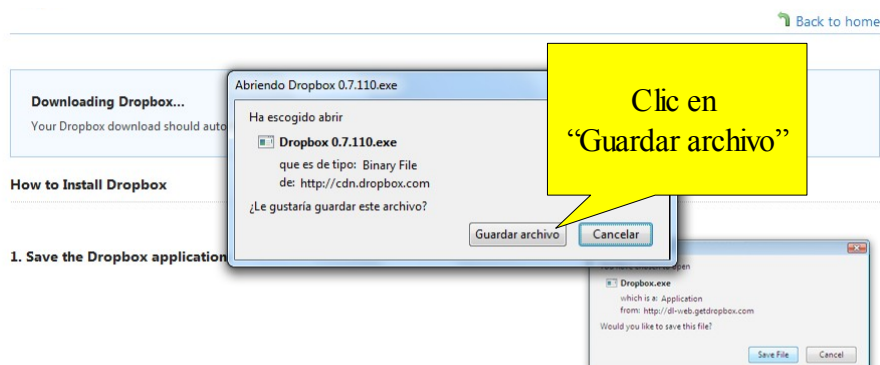 Back to home
Downloading Dropbox...
Your Dropbox download should auto
How to Install Dropbox
1. Save the Dropbox application
Abriendo Dropbox 0.7.110.exe
Ha escogido abrir
Dropbox 0.7.110.exe
que es de tipo: Binary File
de: http://cdn.dropbox.com
¿Le gustaría guardar este archivo?
Guardar archivo Cancelar
Clic en
“Guardar archivo”
open
Dropbox.exe
which is a: Application
from: http://dl-web.getdropbox.com
Would you like to save this file?
Save File Cancel